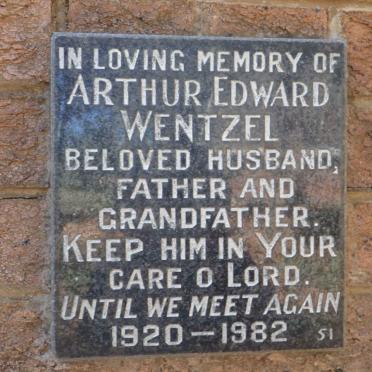 IN LOVING MEMORY OF
ARTHUR EDWARD
WENTZEL
BELOVED HUSBAND,
FATHER AND
GRANDFATHER.
KEEP HIM IN YOUR
CARE O LORD.
UNTIL WE MEET AGAIN
1920-1982 51